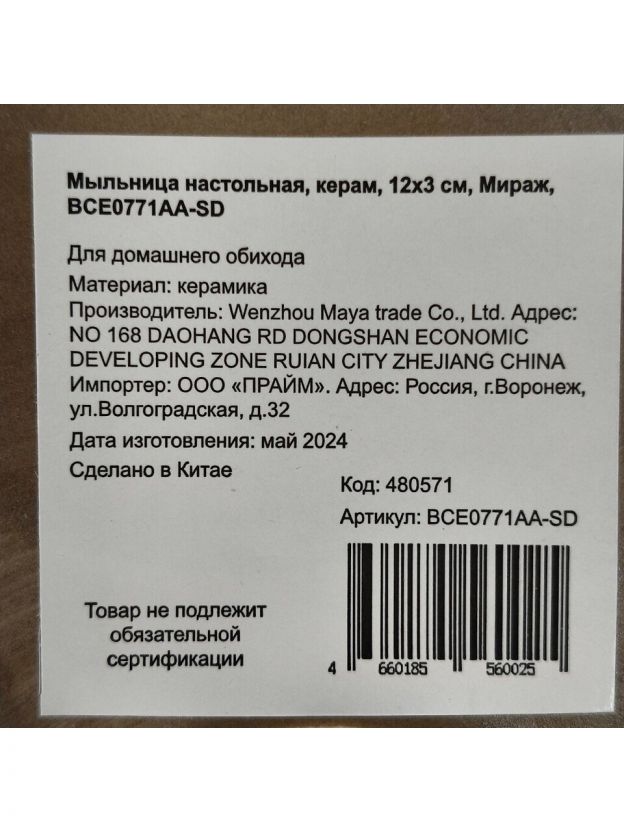 Мыльница настольная, керам, 12х3 см, Мираж,
BCE0771AA-SD
Для домашнего обихода
Материал: керамика
Производитель: Wenzhou Maya trade Co., Ltd. Адрес:
NO 168 DAOHANG RD DONGSHAN ECONOMIC
DEVELOPING ZONE RUIAN CITY ZHEJIANG CHINA
Импортер: ООО «ПРАЙМ». Адрес: Россия, г.Воронеж,
ул.Волгоградская, д.32
Дата изготовления: май 2024
Сделано в Китае
Код: 480571
Артикул: BCE0771AA-SD
Товар не подлежит
обязательной
сертификации
4 660185 560025